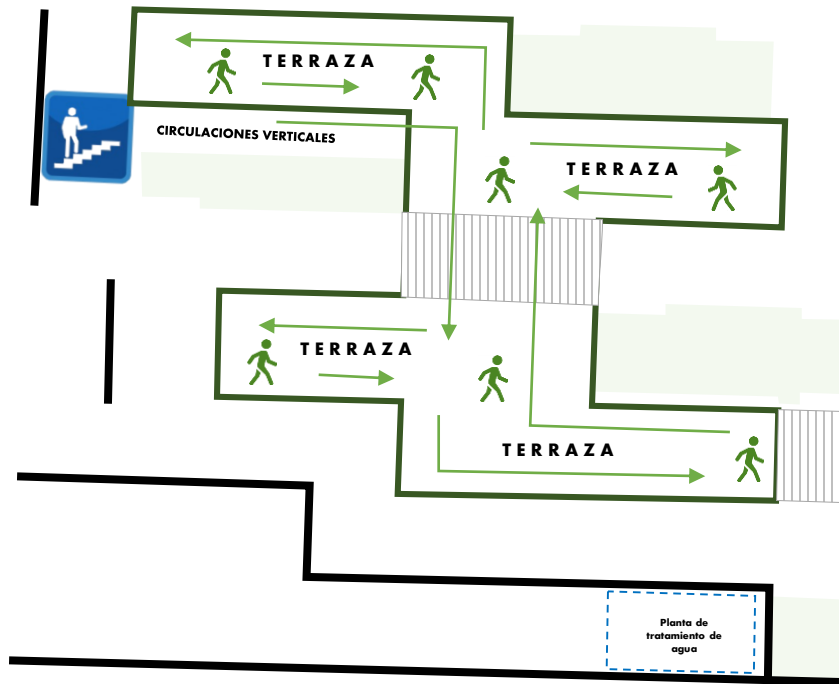 TERRAZA
CIRCULACIONES VERTICALES
TERRAZA
TERRAZA
TERRAZA
Planta de
tratamiento de
agua